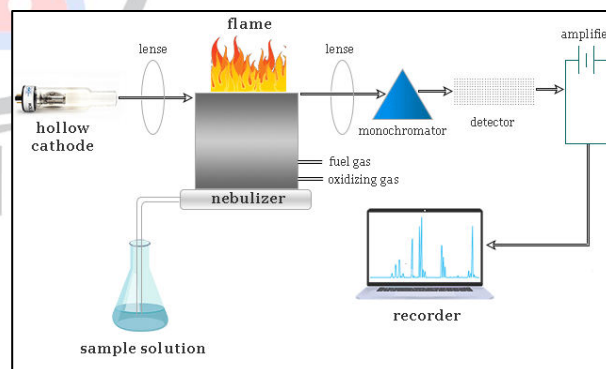 flame
amplifie
lense
lense
hollow
cathode
monochromator
detector
fuel gas
oxidizing gas
nebulizer
recorder
sample solution